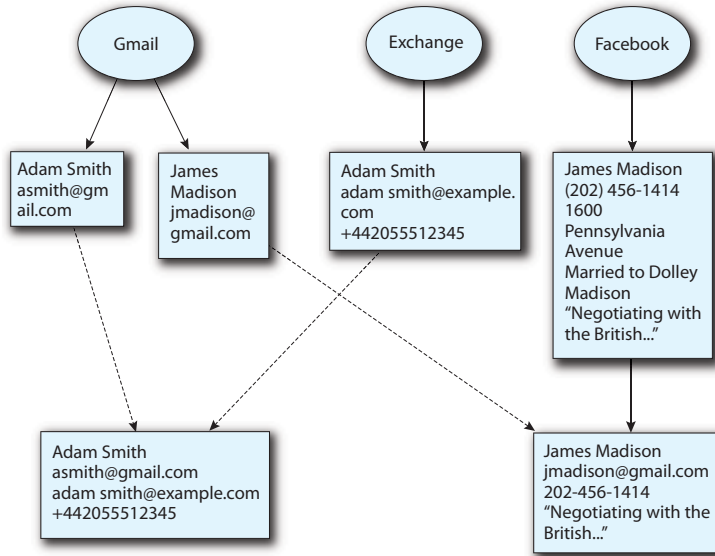 Gmail
Exchange
Facebook
Adam Smith
asmith@gm
ail.com
James
Madison
jmadison@
gmail.com
Adam Smith
adam smith@example.
com
+442055512345
James Madison
(202) 456-1414
1600
Pennsylvania
Avenue
Married to Dolley
Madison
“Negotiating with
the British...”
Adam Smith
asmith@gmail.com
adam smith@example.com
+442055512345
James Madison
jmadison@gmail.com
202-456-1414
“Negotiating with the
British...”